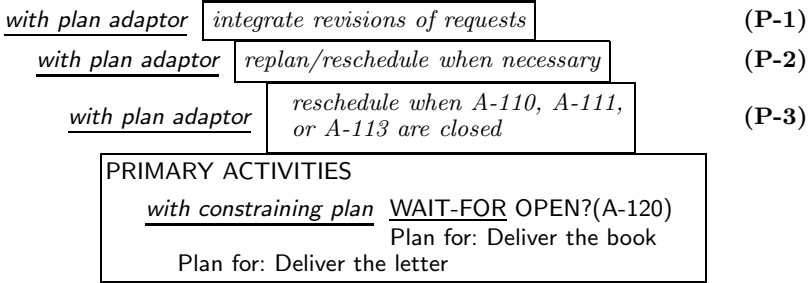 with plan adaptor integrate revisions of requests (P-1)
with plan adaptor replan/reschedule when necessary (P-2)
with plan adaptor reschedule when A-110, A-111, or A-113 are closed (P-3)
PRIMARY ACTIVITIES
with constraining plan WAIT-FOR OPEN?(A-120)
Plan for: Deliver the book
Plan for: Deliver the letter